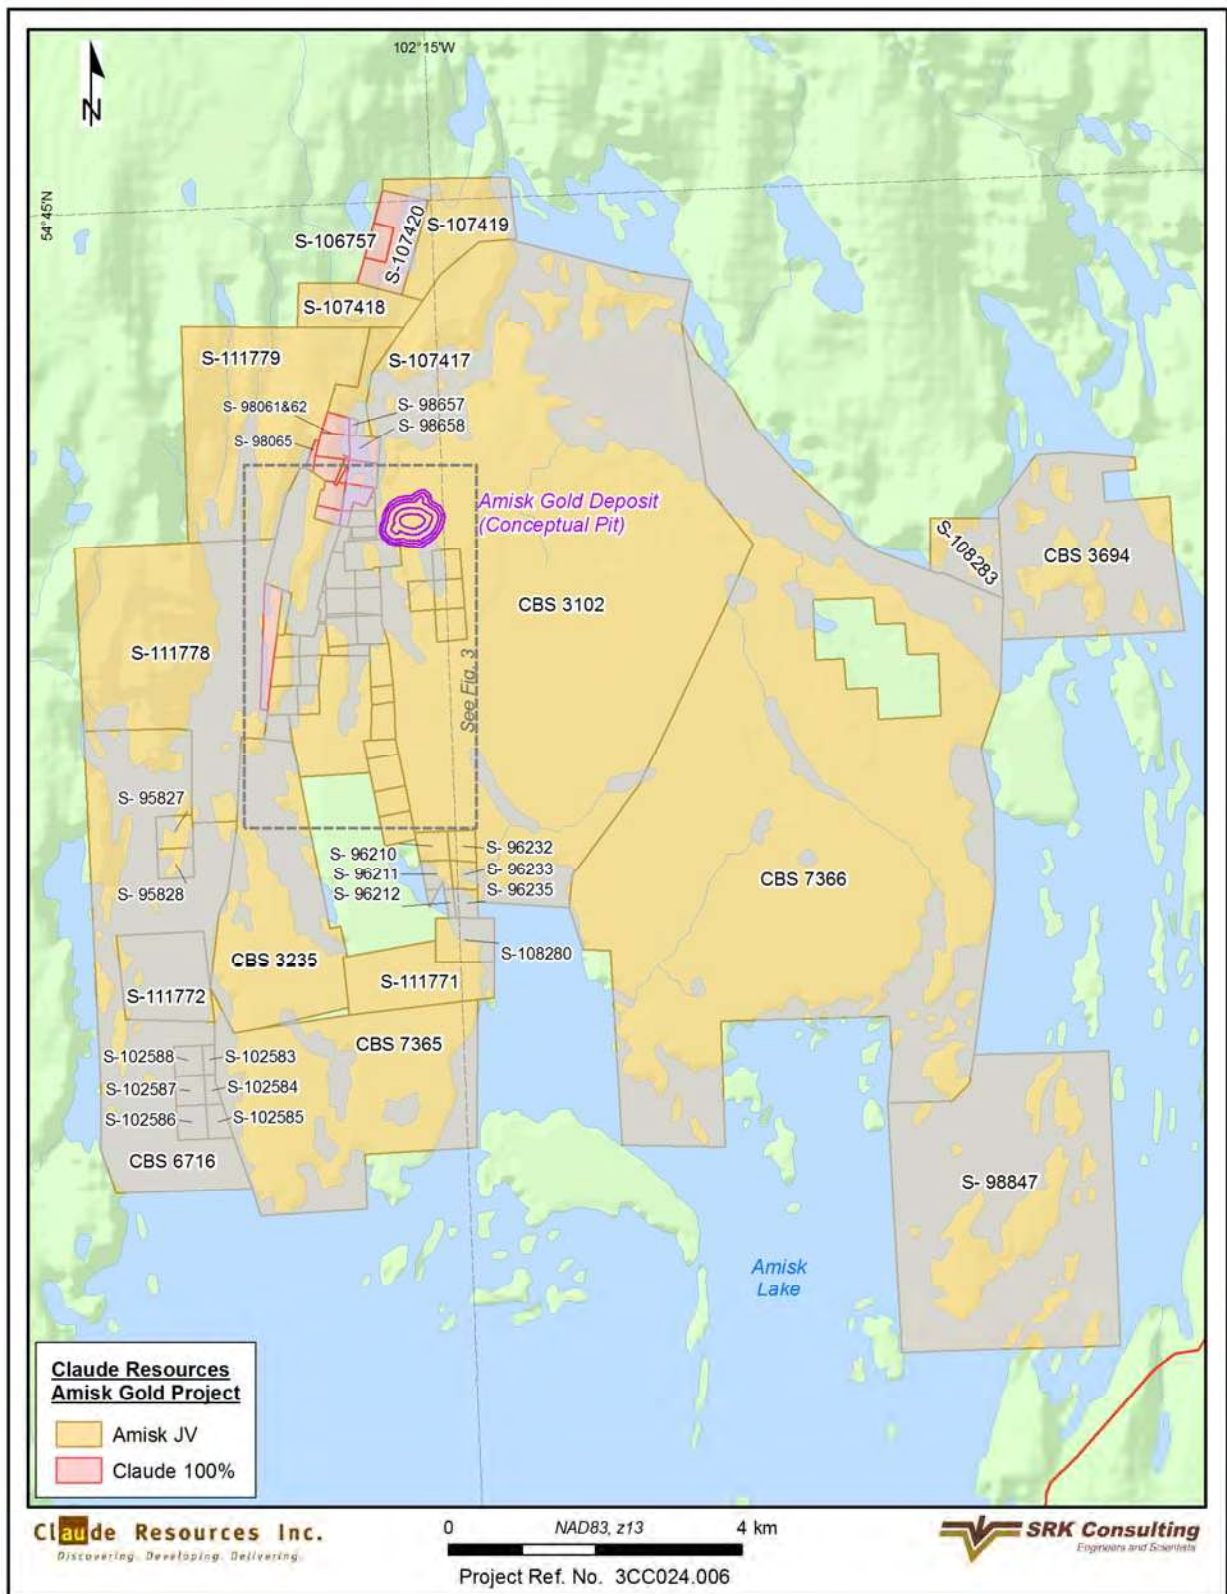 102°15'W
N
54°45'N
S-106757
S-107420
S-107419
S-107418
S-111779
S-107417
S- 98061&62
S- 98657
S- 98658
S- 98065
Amisk Gold Deposit
(Conceptual Pit)
S-108283
CBS 3694
CBS 3102
S-111778
See Fig. 3
S- 95827
S- 96210
S- 96232
S- 96211
S- 96233
S- 95828
S- 96212
S- 96235
CBS 7366
CBS 3235
S-108280
S-111771
S-111772
CBS 7365
S-102588
S-102583
S-102587
S-102584
S-102586
S-102585
CBS 6716
S- 98847
Amisk
Lake
Claude Resources
Amisk Gold Project
Amisk JV
Claude 100%
Claude Resources Inc.
Discovering. Developing. Delivering.
0 NAD83, z13 4 km
Project Ref. No. 3CC024.006
SRK Consulting
Engineers and Scientists